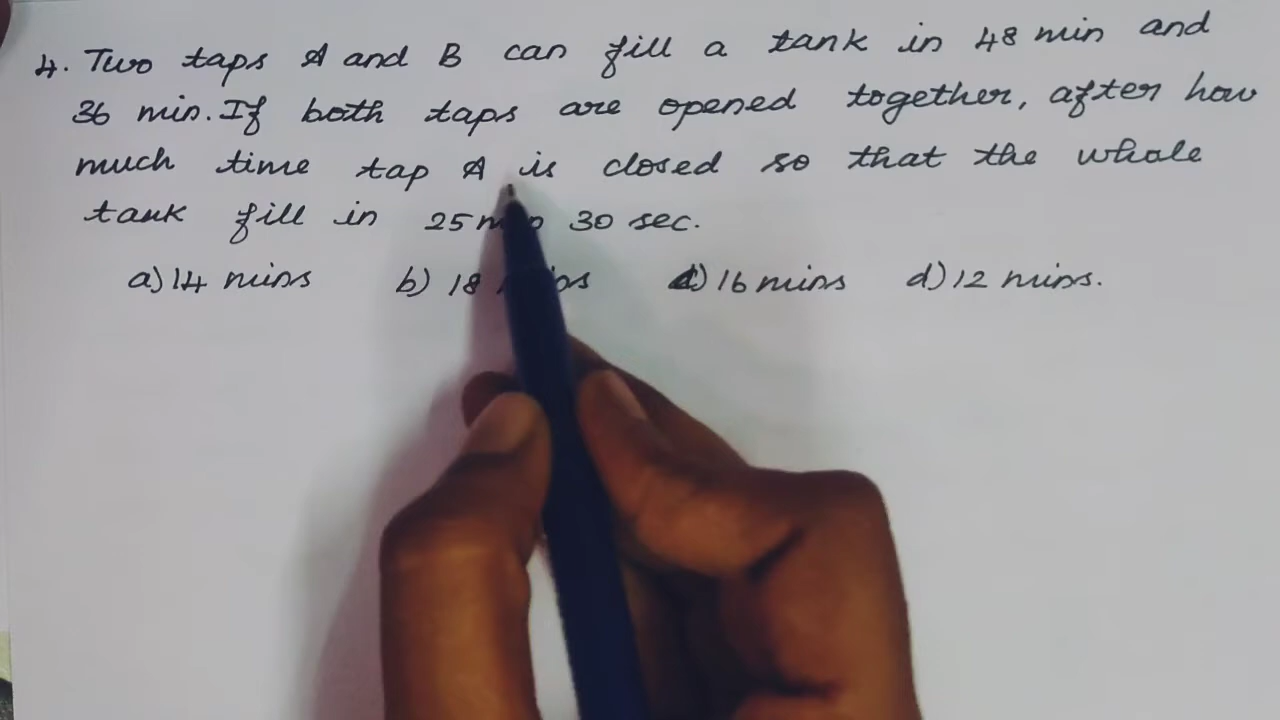 4. Two taps A and B can fill a tank in 48 min and
36 min. If both taps are opened together, after how
much time tap A is closed so that the whole
tank fill in 25 min 30 sec.
a) 14 mins b) 18 mins c) 16 mins d) 12 mins.